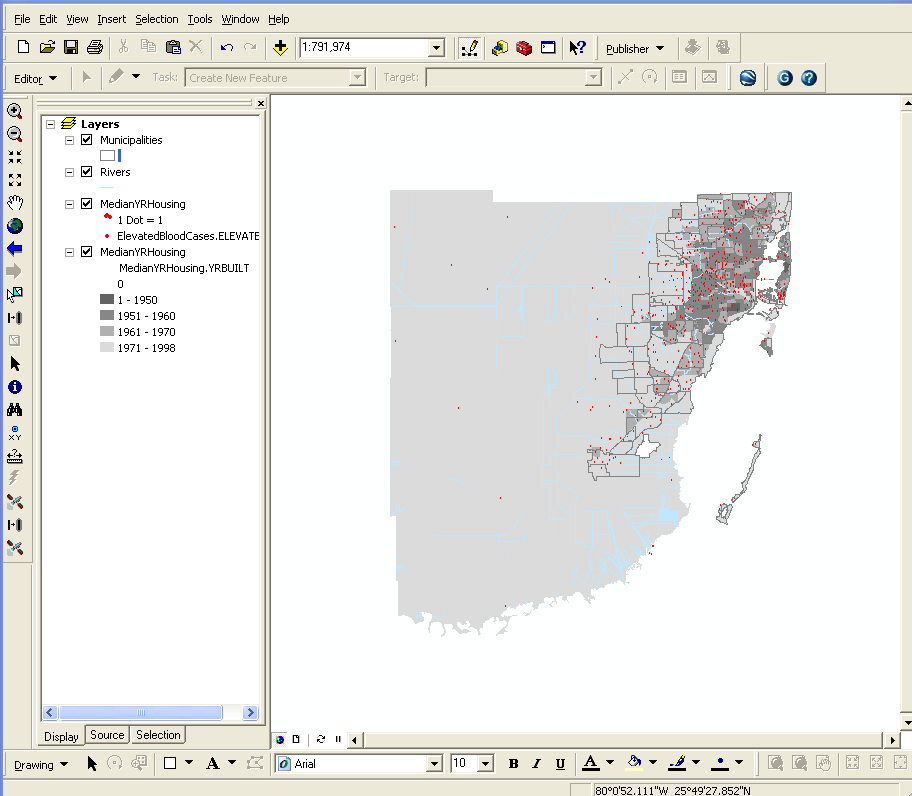 File Edit View Insert Selection Tools Window Help
1:791,974
Publisher
Editor
Task: Create New Feature
Target:
Layers
Municipalities
Rivers
MedianYRHousing
1 Dot = 1
ElevatedBloodCases.ELEVATE
MedianYRHousing
MedianYRHousing.YRBUILT
0
1 - 1950
1951 - 1960
1961 - 1970
1971 - 1998
XY
Display Source Selection
Drawing
A
Arial
10
B I U A
80°0'52.111"W 25°49'27.852"N